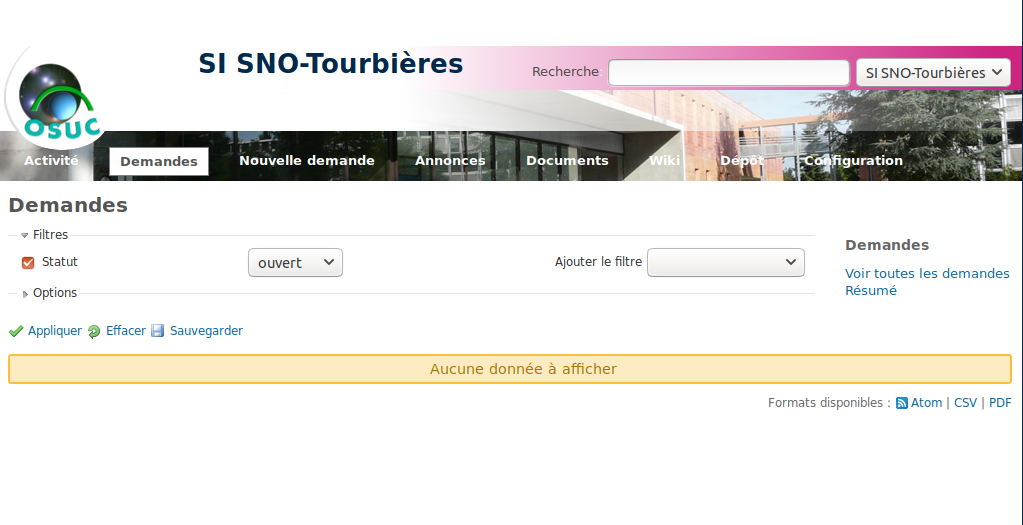 SI SNO-Tourbières
Recherche SI SNO-Tourbières
OSUC
Activité Demandes Nouvelle demande Annonces Documents Wiki Dépôt Configuration
Demandes
Filtres
Statut ouvert Ajouter le filtre
Options
Appliquer Effacer Sauvegarder
Aucune donnée à afficher
Formats disponibles : Atom | CSV | PDF
Demandes
Voir toutes les demandes
Résumé